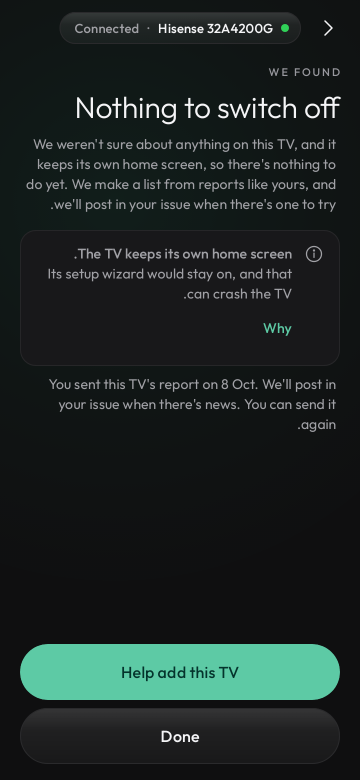 Connected · Hisense 32A4200G
WE FOUND
Nothing to switch off
We weren't sure about anything on this TV, and it
keeps its own home screen, so there's nothing to
do yet. We make a list from reports like yours, and
.we'll post in your issue when there's one to try
.The TV keeps its own home screen
Its setup wizard would stay on, and that
.can crash the TV
Why
You sent this TV's report on 8 Oct. We'll post in
your issue when there's news. You can send it
.again
Help add this TV
Done